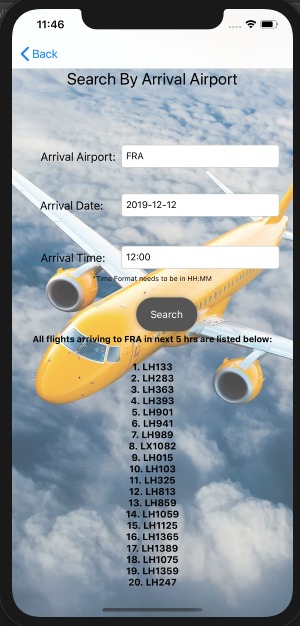 11:46
Back
Search By Arrival Airport
Arrival Airport: FRA
Arrival Date: 2019-12-12
Arrival Time: 12:00
*Time Format needs to be in HH:MM
Search
All flights arriving to FRA in next 5 hrs are listed below:
1. LH133
2. LH283
3. LH363
4. LH393
5. LH901
6. LH941
7. LH989
8. LX1082
9. LH015
10. LH103
11. LH325
12. LH813
13. LH859
14. LH1059
15. LH1125
16. LH1365
17. LH1389
18. LH1075
19. LH1359
20. LH247